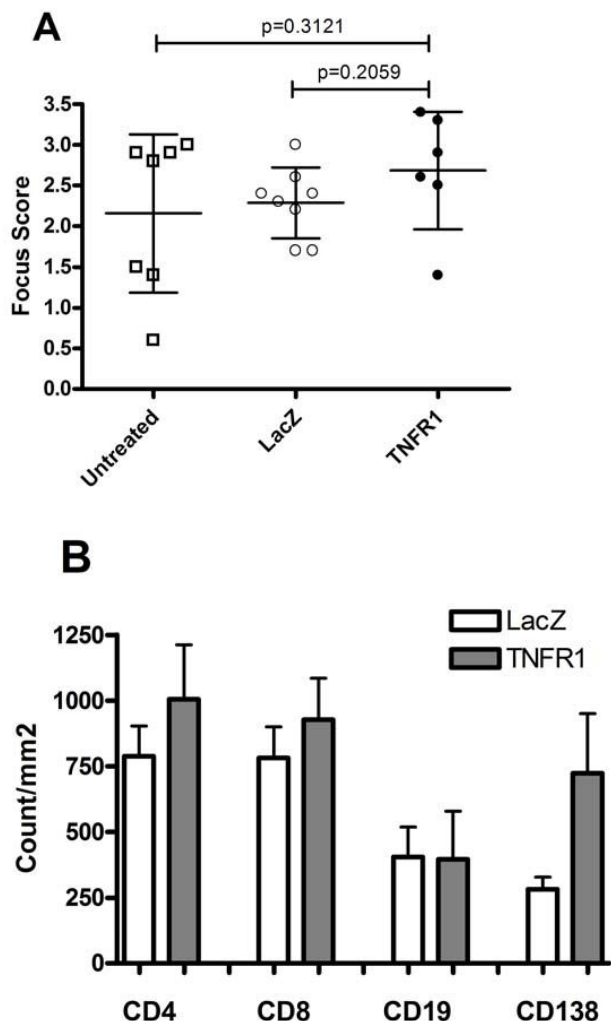 A
p=0.3121
p=0.2059
3.5
3.0
2.5
2.0
1.5
1.0
0.5
0.0
Focus Score
Untreated
LacZ
TNFR1
B
LacZ
TNFR1
1250
1000
750
500
250
0
Count/mm2
CD4 CD8 CD19 CD138